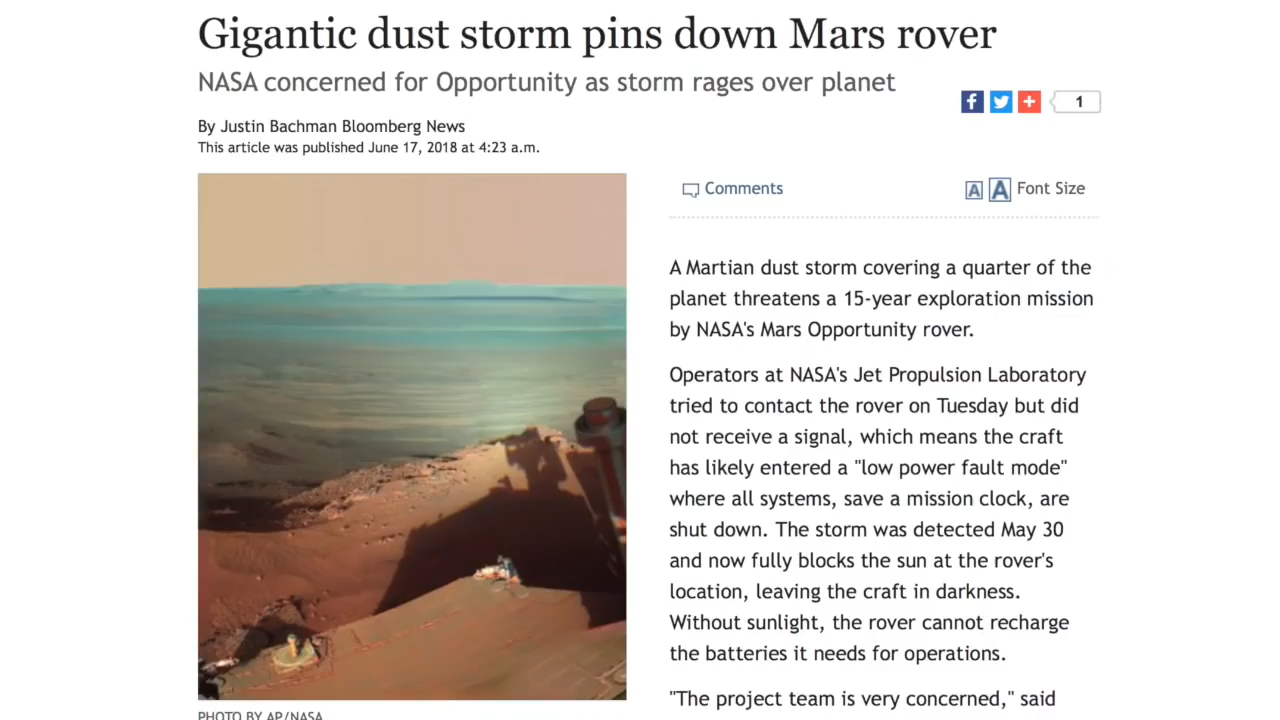 Gigantic dust storm pins down Mars rover
NASA concerned for Opportunity as storm rages over planet
1
By Justin Bachman Bloomberg News
This article was published June 17, 2018 at 4:23 a.m.
Comments
A A Font Size
A Martian dust storm covering a quarter of the
planet threatens a 15-year exploration mission
by NASA's Mars Opportunity rover.
Operators at NASA's Jet Propulsion Laboratory
tried to contact the rover on Tuesday but did
not receive a signal, which means the craft
has likely entered a "low power fault mode"
where all systems, save a mission clock, are
shut down. The storm was detected May 30
and now fully blocks the sun at the rover's
location, leaving the craft in darkness.
Without sunlight, the rover cannot recharge
the batteries it needs for operations.
"The project team is very concerned," said
PHOTO BY AP/NASA